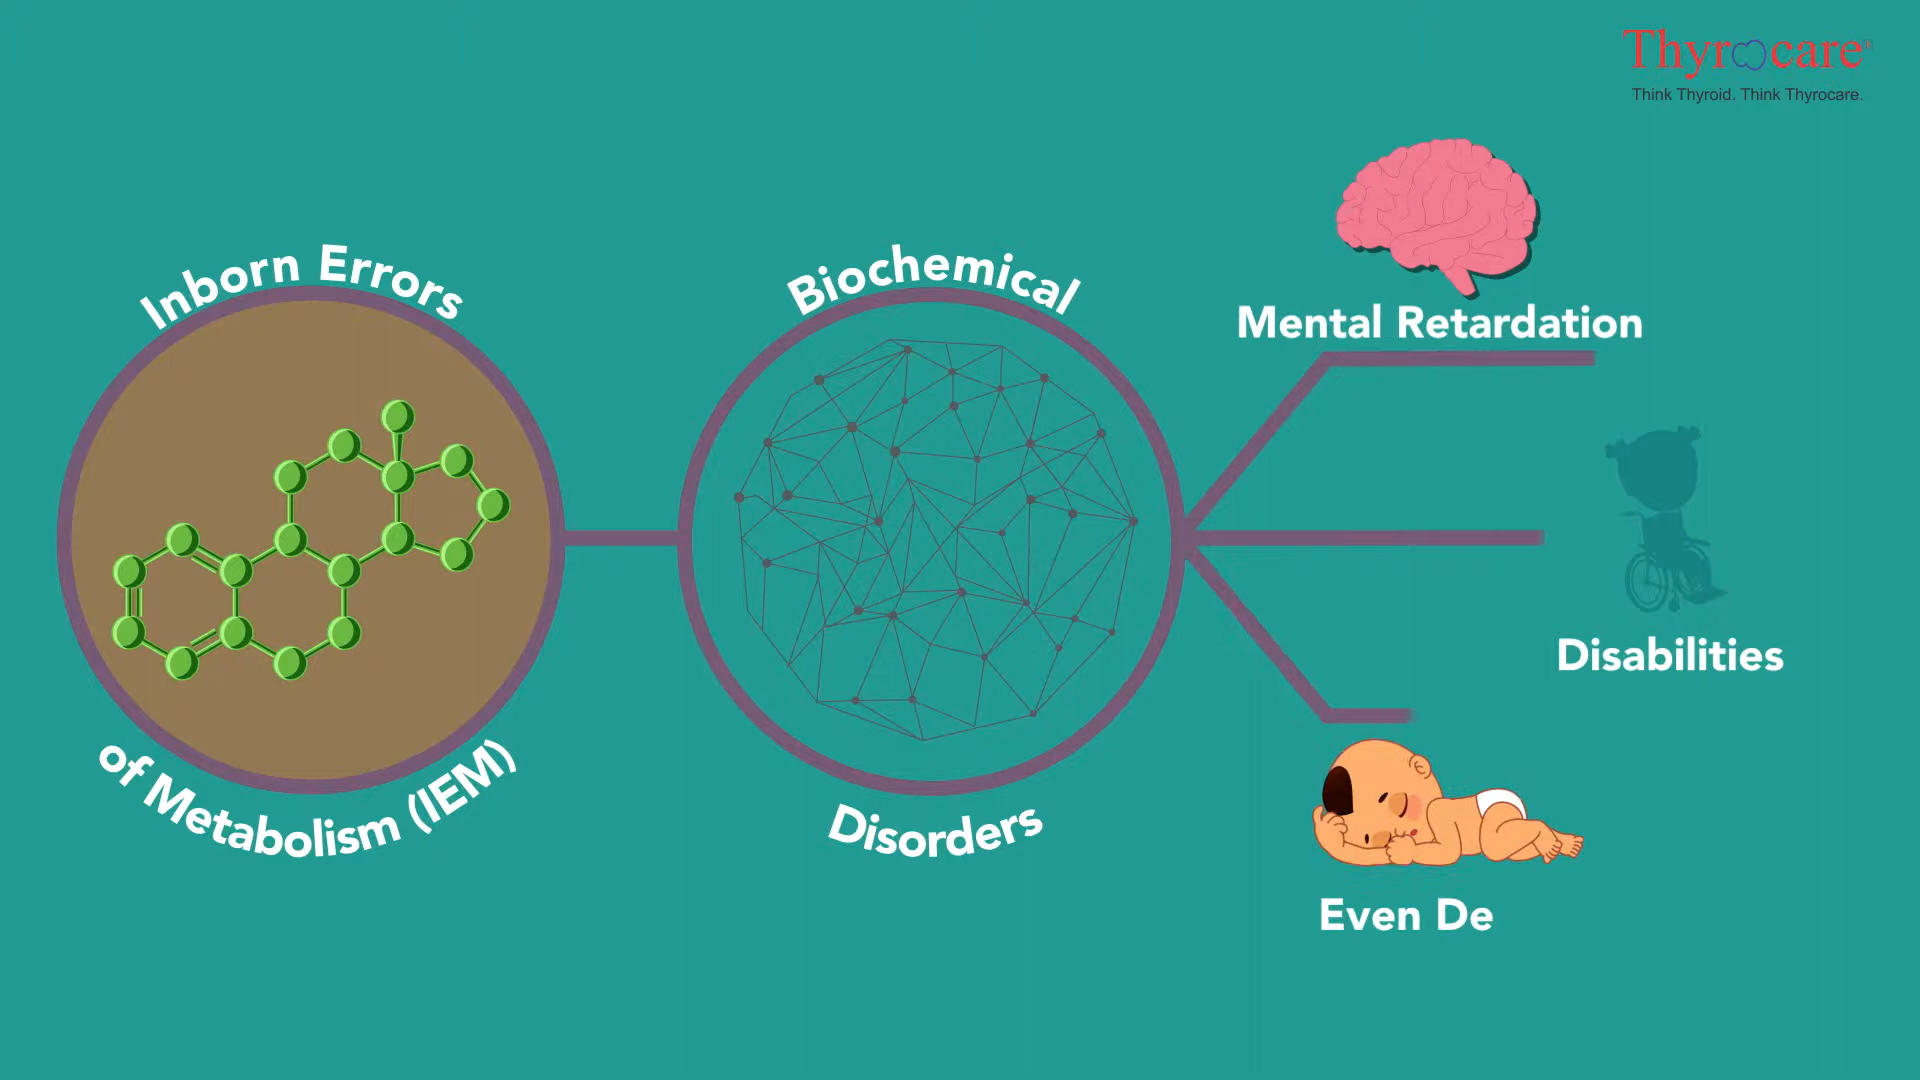 Thyrocare®
Think Thyroid. Think Thyrocare.
Inborn Errors
of Metabolism (IEM)
Biochemical
Disorders
Mental Retardation
Disabilities
Even De